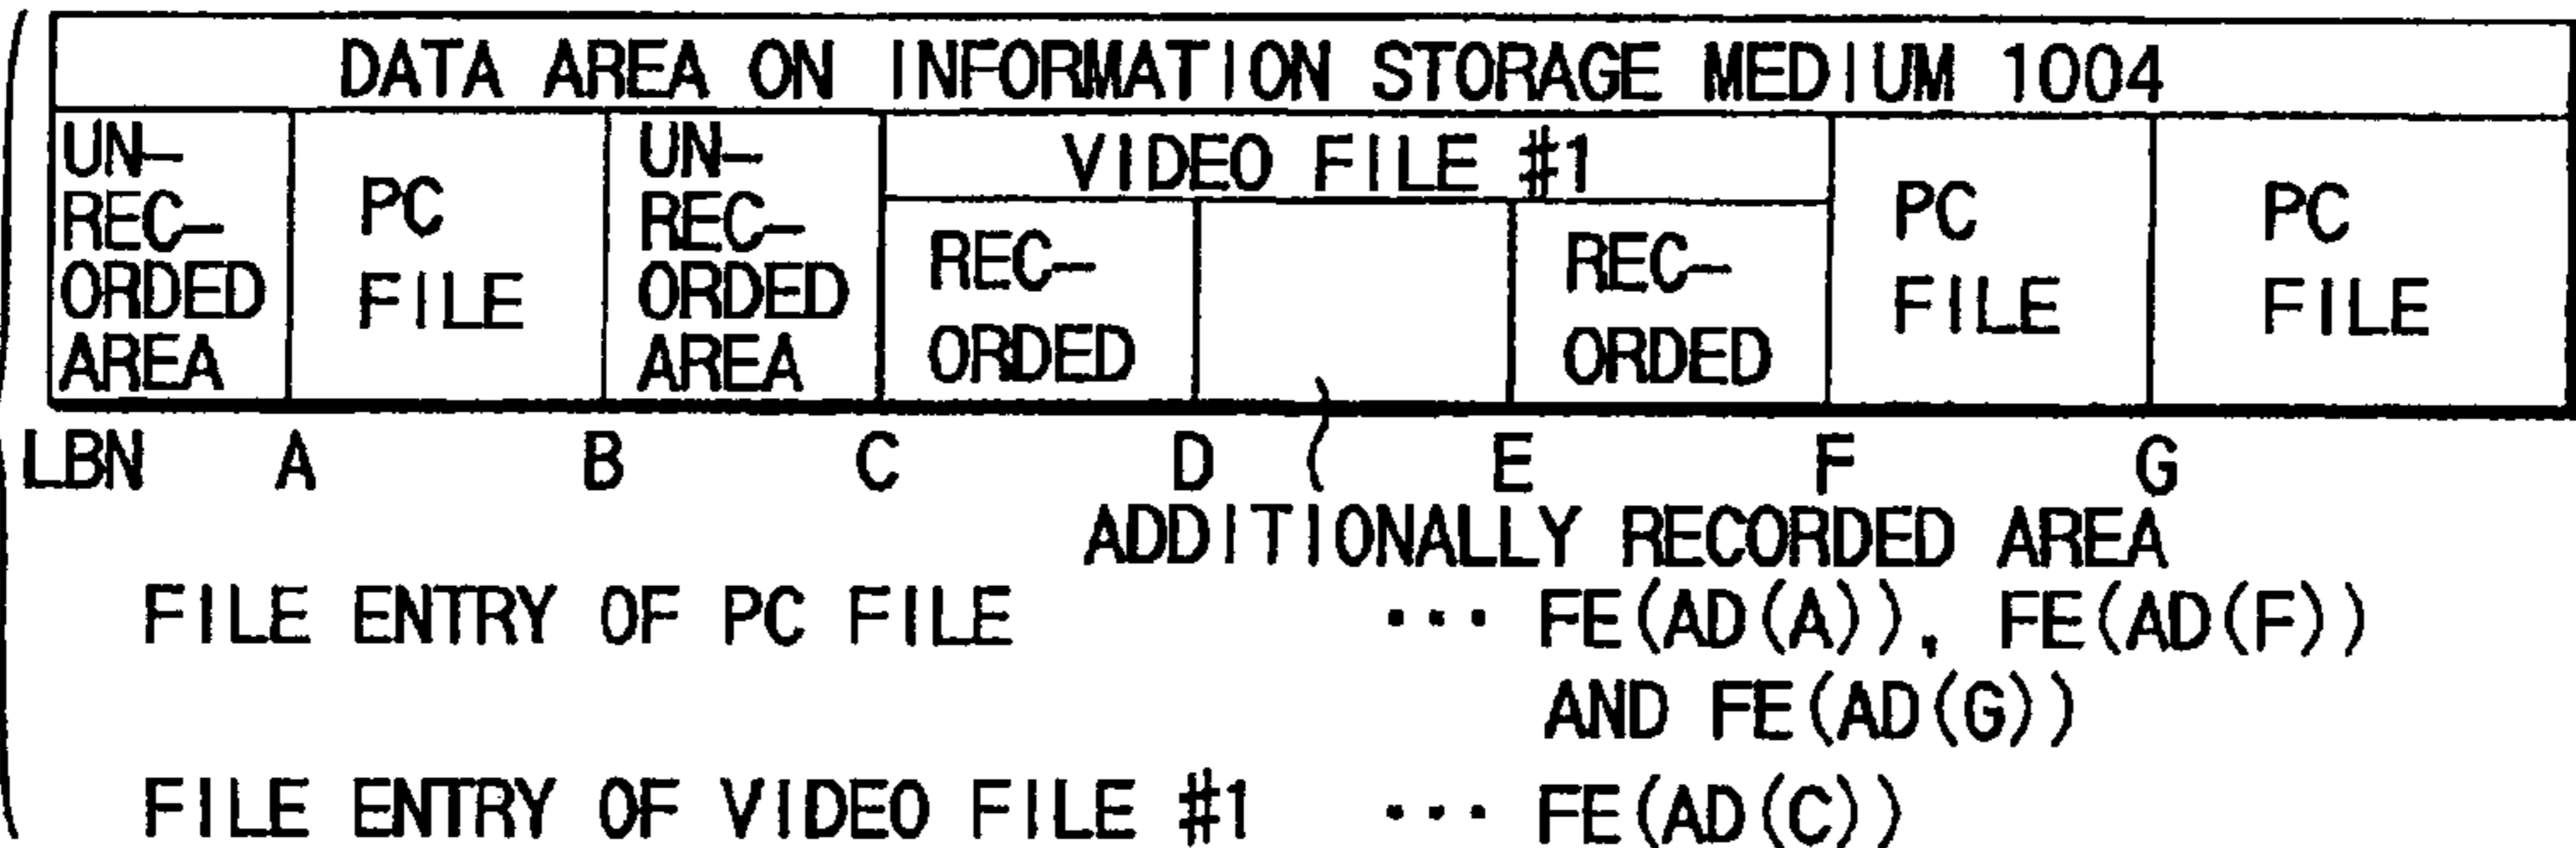 DATA AREA ON INFORMATION STORAGE MEDIUM 1004
UN-
REC-
ORDED
AREA
PC
FILE
UN-
REC-
ORDED
AREA
VIDEO FILE #1
REC-
ORDED
REC-
ORDED
PC
FILE
PC
FILE
LBN A B C D E F G
ADDITIONALLY RECORDED AREA
FILE ENTRY OF PC FILE ··· FE(AD(A)), FE(AD(F))
AND FE(AD(G))
FILE ENTRY OF VIDEO FILE #1 ··· FE(AD(C))